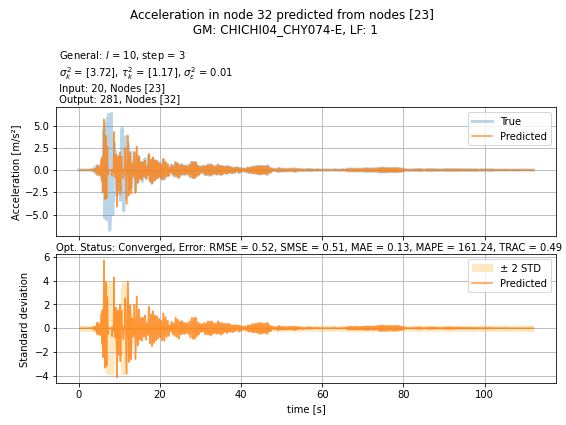 Acceleration in node 32 predicted from nodes [23]
GM: CHICHI04_CHY074-E, LF: 1
General: l = 10, step = 3
σ²ₖ = [3.72], τ²ₖ = [1.17], σ²_ε = 0.01
Input: 20, Nodes [23]
Output: 281, Nodes [32]
Acceleration [m/s²]
5.0
2.5
0.0
−2.5
−5.0
True
Predicted
Opt. Status: Converged, Error: RMSE = 0.52, SMSE = 0.51, MAE = 0.13, MAPE = 161.24, TRAC = 0.49
Standard deviation
6
4
2
0
−2
−4
± 2 STD
Predicted
0 20 40 60 80 100
time [s]